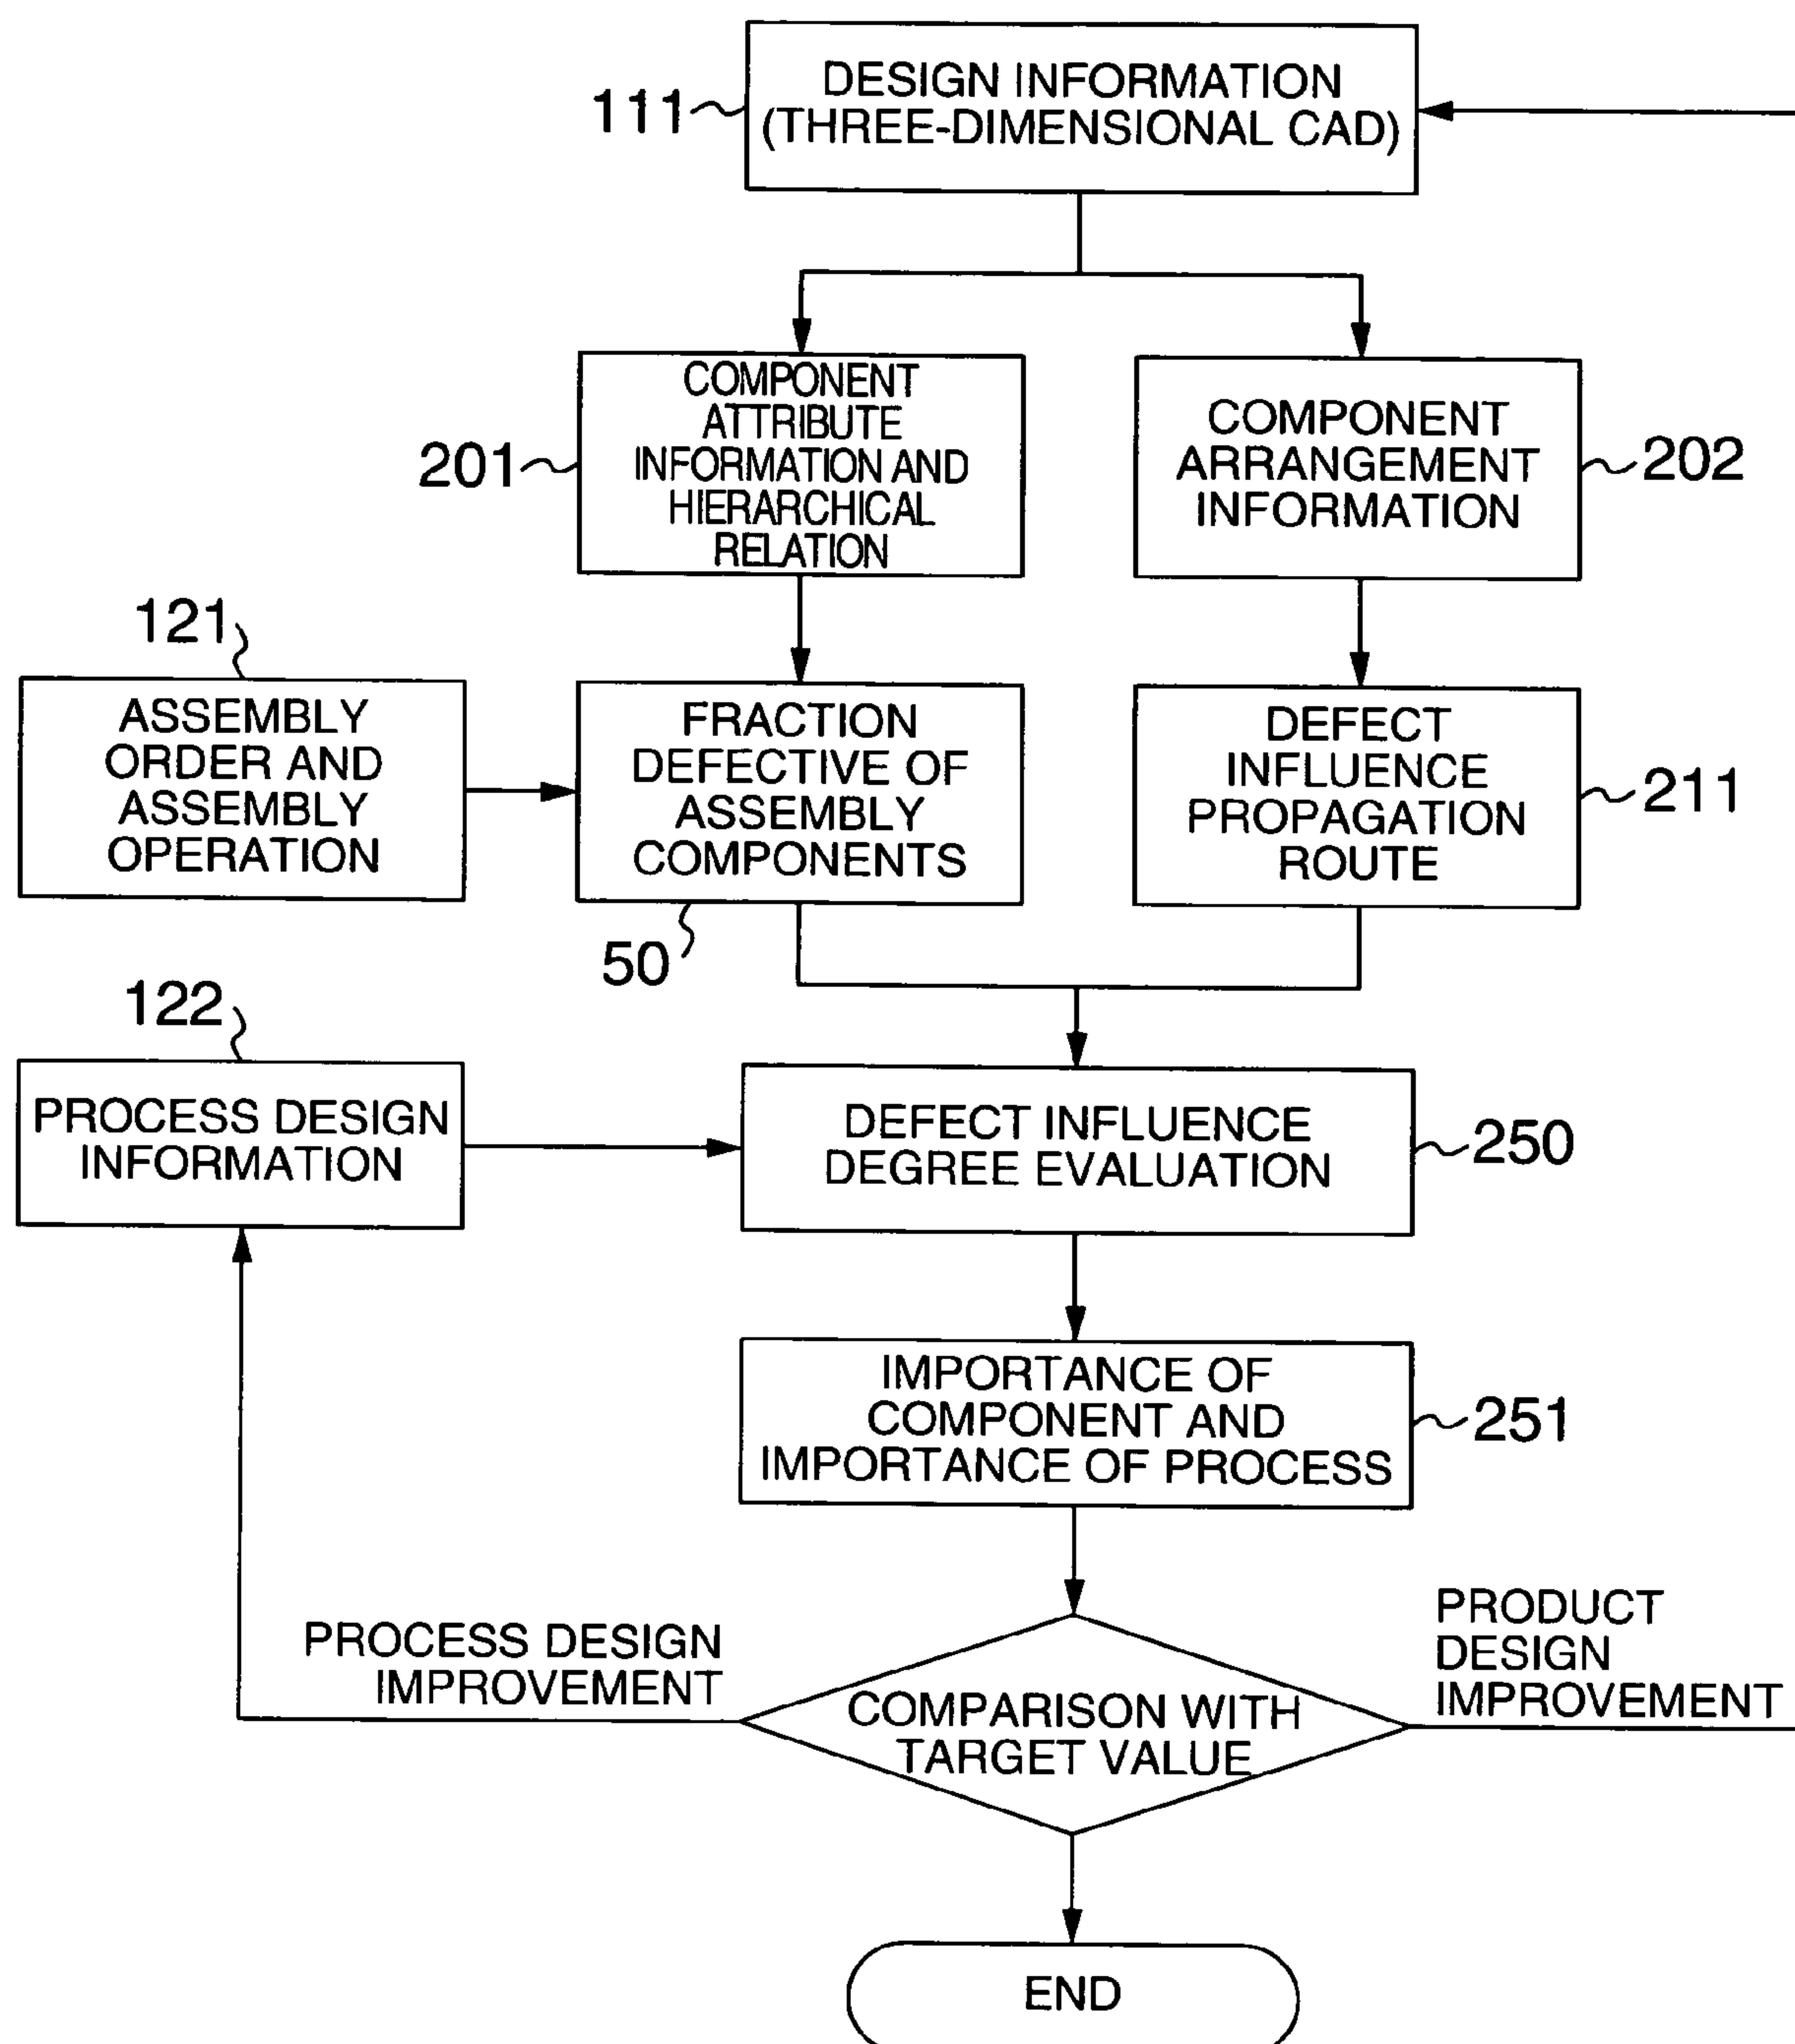 111
DESIGN INFORMATION
(THREE-DIMENSIONAL CAD)
201
COMPONENT
ATTRIBUTE
INFORMATION AND
HIERARCHICAL
RELATION
COMPONENT
ARRANGEMENT
INFORMATION
202
121
ASSEMBLY
ORDER AND
ASSEMBLY
OPERATION
FRACTION
DEFECTIVE OF
ASSEMBLY
COMPONENTS
50
DEFECT
INFLUENCE
PROPAGATION
ROUTE
211
122
PROCESS DESIGN
INFORMATION
DEFECT INFLUENCE
DEGREE EVALUATION
250
IMPORTANCE OF
COMPONENT AND
IMPORTANCE OF PROCESS
251
PROCESS DESIGN
IMPROVEMENT
COMPARISON WITH
TARGET VALUE
PRODUCT
DESIGN
IMPROVEMENT
END